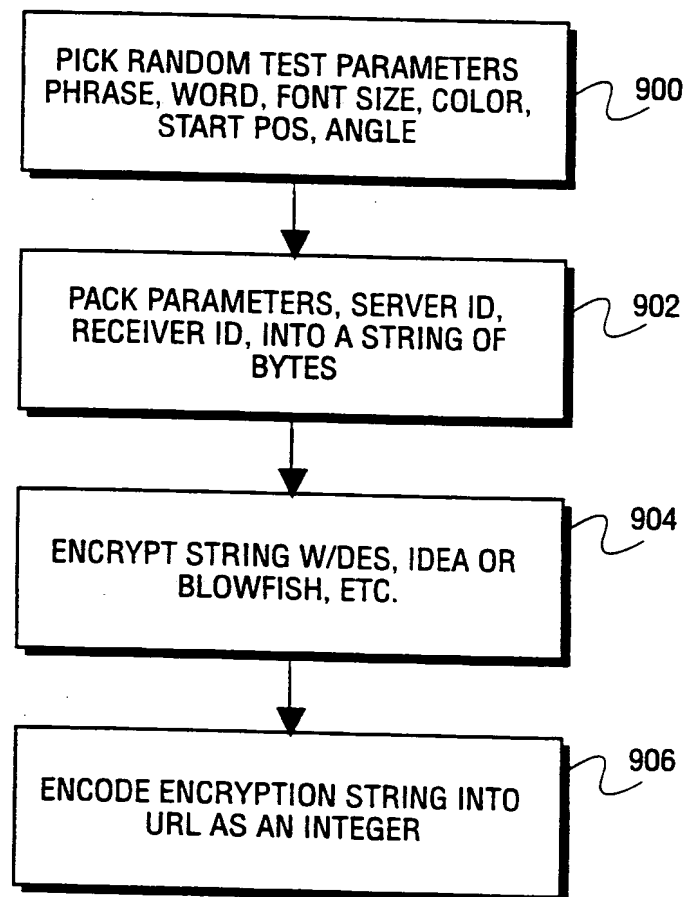 PICK RANDOM TEST PARAMETERS
PHRASE, WORD, FONT SIZE, COLOR,
START POS, ANGLE
900
PACK PARAMETERS, SERVER ID,
RECEIVER ID, INTO A STRING OF
BYTES
902
ENCRYPT STRING W/DES, IDEA OR
BLOWFISH, ETC.
904
ENCODE ENCRYPTION STRING INTO
URL AS AN INTEGER
906